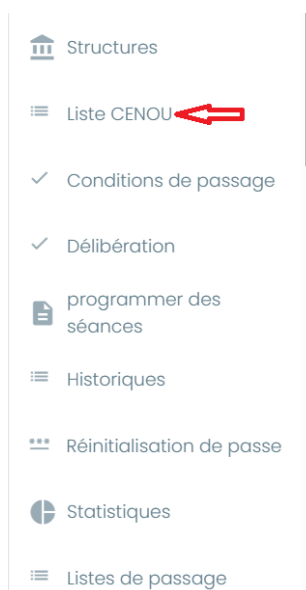 Structures
Liste CENOU
Conditions de passage
Délibération
programmer des
séances
Historiques
Réinitialisation de passe
Statistiques
Listes de passage